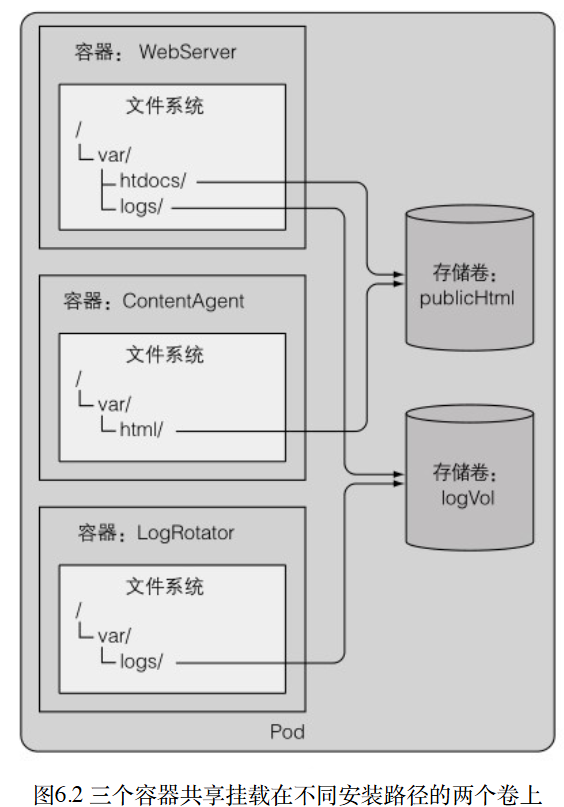 容器：WebServer
文件系统
/
var/
htdocs/
logs/
存储卷：
publicHtml
容器：ContentAgent
文件系统
/
var/
html/
存储卷：
logVol
容器：LogRotator
文件系统
/
var/
logs/
Pod
图6.2 三个容器共享挂载在不同安装路径的两个卷上